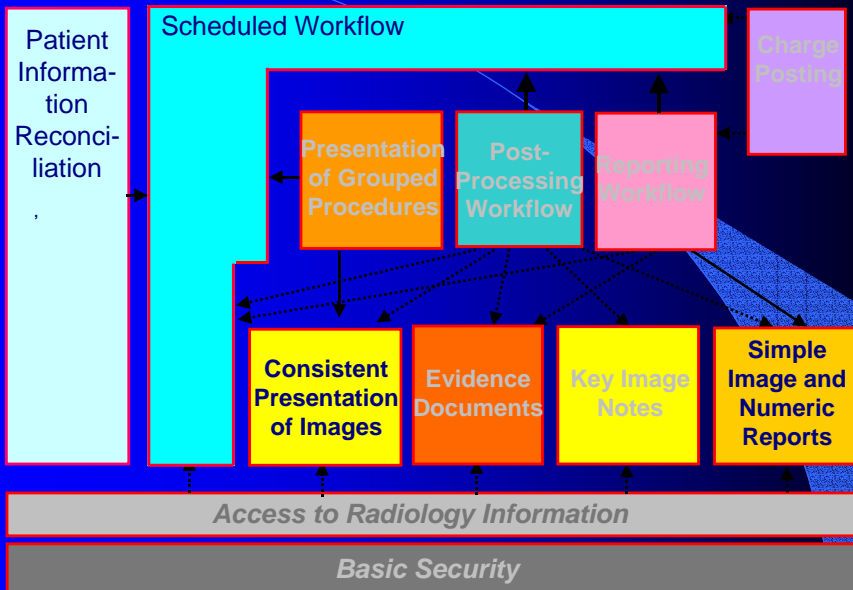 Patient
Informa-
tion
Reconci-
liation
,
Scheduled Workflow
Charge
Posting
Presentation
of Grouped
Procedures
Post-
Processing
Workflow
Reporting
Workflow
Consistent
Presentation
of Images
Evidence
Documents
Key Image
Notes
Simple
Image and
Numeric
Reports
Access to Radiology Information
Basic Security